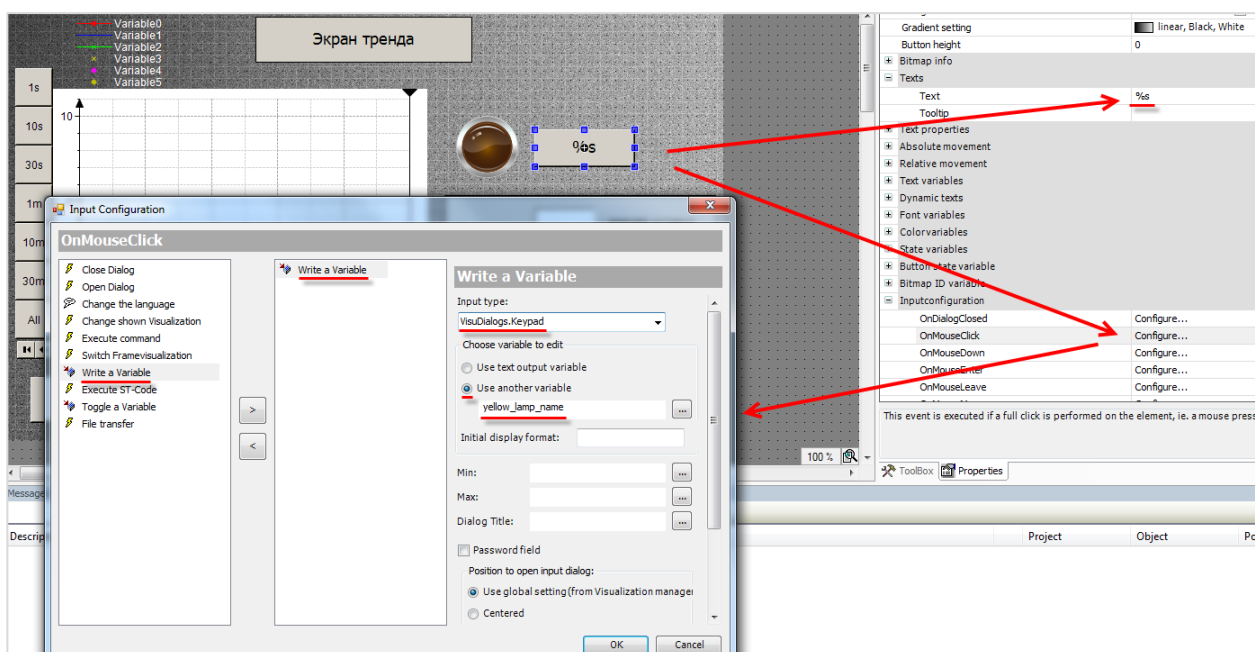 Variable0
Variable1
Variable2
Variable3
Variable4
Variable5
Экран тренда
1s
10s
30s
1m
10m
30m
All
10
%s
Gradient setting linear, Black, White
Button height 0
Bitmap info
Texts
Text %s
Tooltip
Text properties
Absolute movement
Relative movement
Text variables
Dynamic texts
Font variables
Colorvariables
State variables
Button state variable
Bitmap ID variable
Inputconfiguration
OnDialogClosed Configure...
OnMouseClick Configure...
OnMouseDown Configure...
OnMouseEnter Configure...
OnMouseLeave Configure...
This event is executed if a full click is performed on the element, ie. a mouse press
ToolBox Properties
100 %
Input Configuration
OnMouseClick
Close Dialog
Open Dialog
Change the language
Change shown Visualization
Execute command
Switch Framevisualization
Write a Variable
Execute ST-Code
Toggle a Variable
File transfer
>
<
Write a Variable
Write a Variable
Input type:
VisuDialogs.Keypad
Choose variable to edit
Use text output variable
Use another variable
yellow_lamp_name ...
Initial display format:
Min: ...
Max: ...
Dialog Title: ...
Password field
Position to open input dialog:
Use global setting(from Visualization manager
Centered
OK Cancel
Message
Descrip Project Object Po